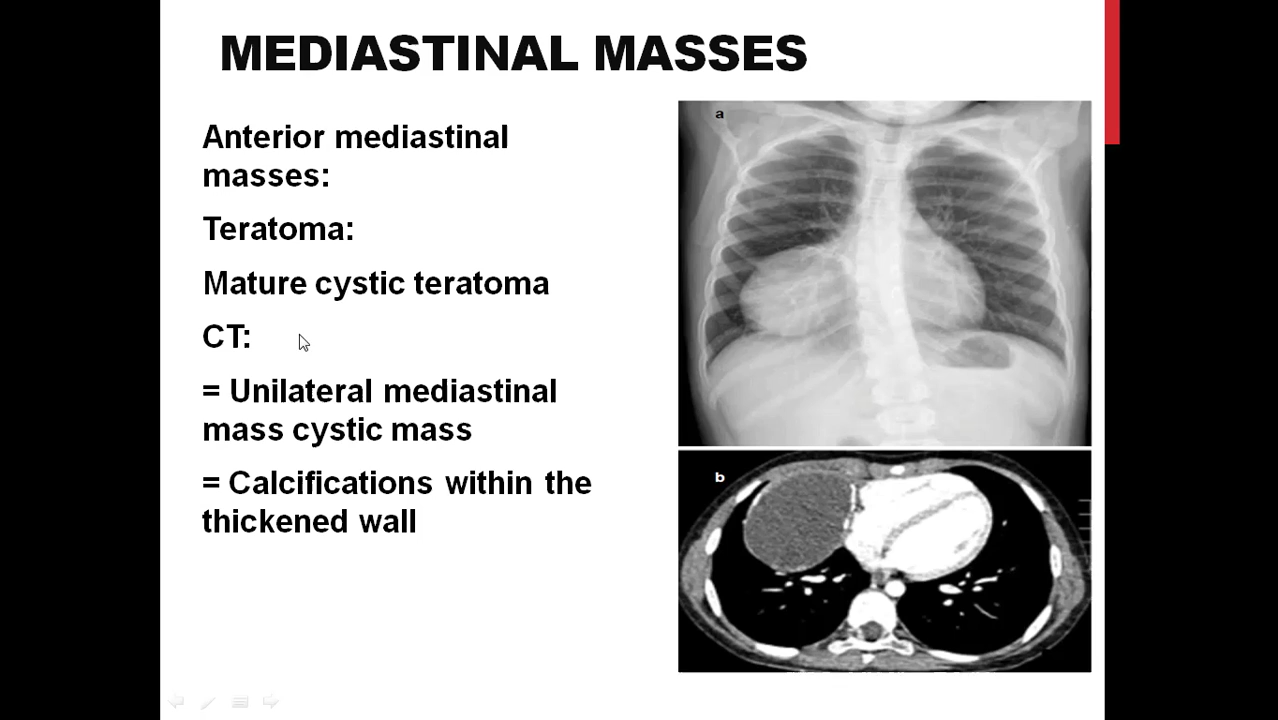 MEDIASTINAL MASSES
Anterior mediastinal
masses:
Teratoma:
Mature cystic teratoma
CT:
= Unilateral mediastinal
mass cystic mass
= Calcifications within the
thickened wall
a
b